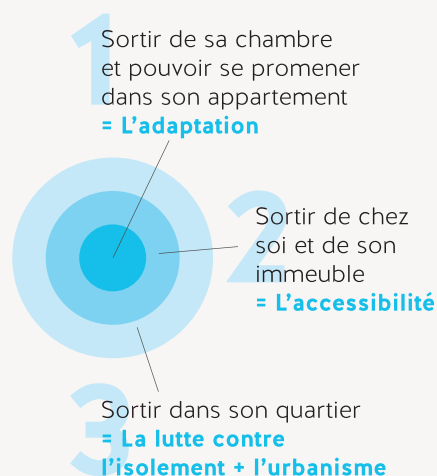 1
Sortir de sa chambre
et pouvoir se promener
dans son appartement
= L'adaptation
2
Sortir de chez
soi et de son
immeuble
= L'accessibilité
3
Sortir dans son quartier
= La lutte contre
l'isolement + l'urbanisme